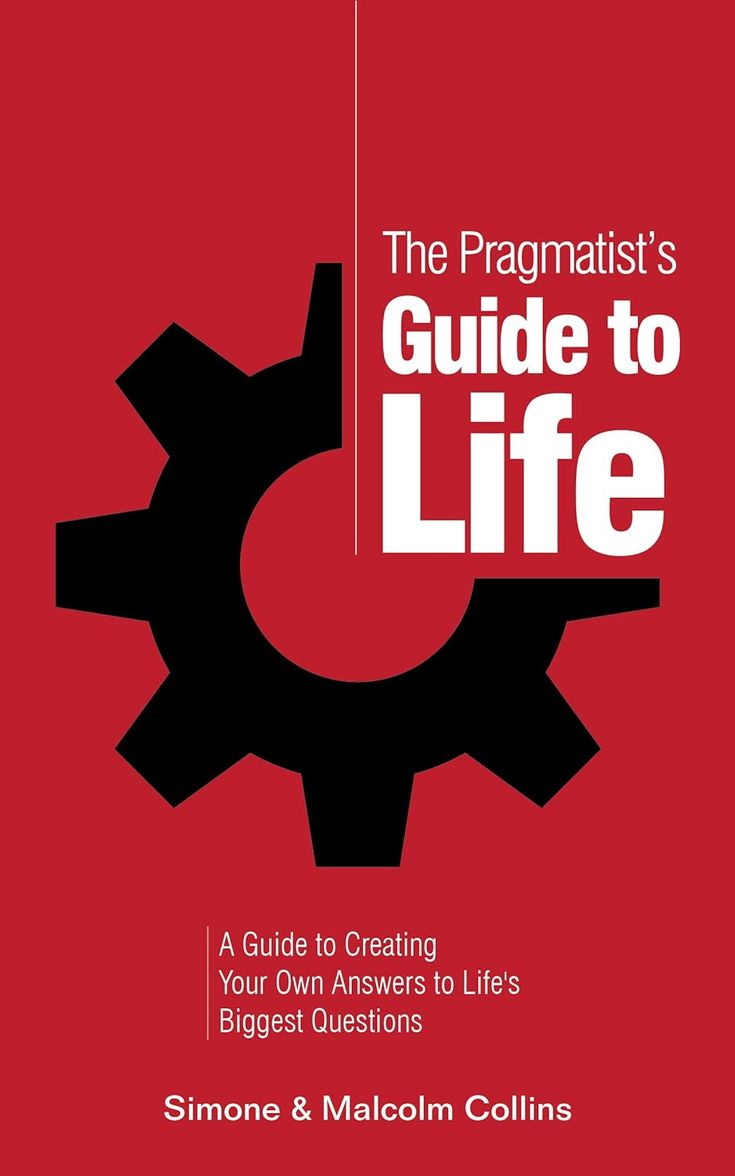 The Pragmatist’s
Guide to
Life
A Guide to Creating
Your Own Answers to Life's
Biggest Questions
Simone & Malcolm Collins